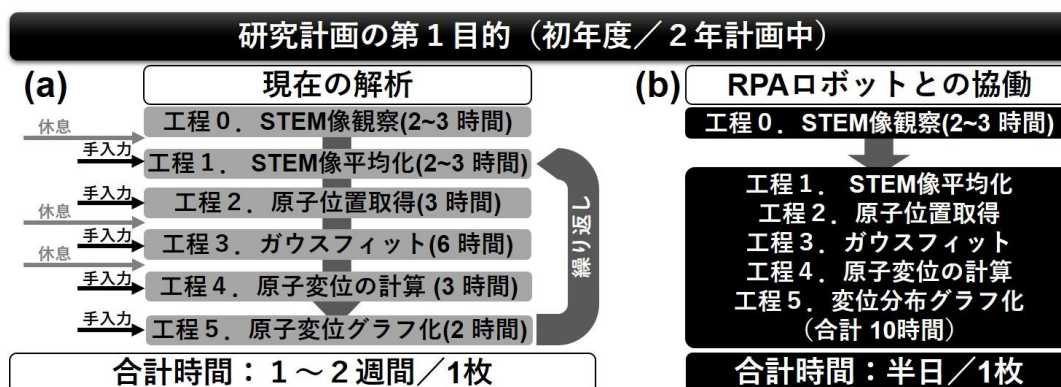 研究計画の第１目的（初年度／２年計画中）
(a)
現在の解析
休息
工程０．STEM像観察(2~3 時間)
手入力
工程１． STEM像平均化(2~3 時間)
手入力
休息
工程２．原子位置取得(3 時間)
手入力
休息
工程３．ガウスフィット(6 時間)
手入力
工程４．原子変位の計算 (3 時間)
手入力
工程５．原子変位グラフ化(2 時間)
繰り返し
合計時間：１～２週間／1枚
(b)
RPAロボットとの協働
工程０．STEM像観察(2~3 時間)
工程１． STEM像平均化
工程２．原子位置取得
工程３．ガウスフィット
工程４．原子変位の計算
工程５．変位分布グラフ化
（合計 10時間）
合計時間：半日／1枚